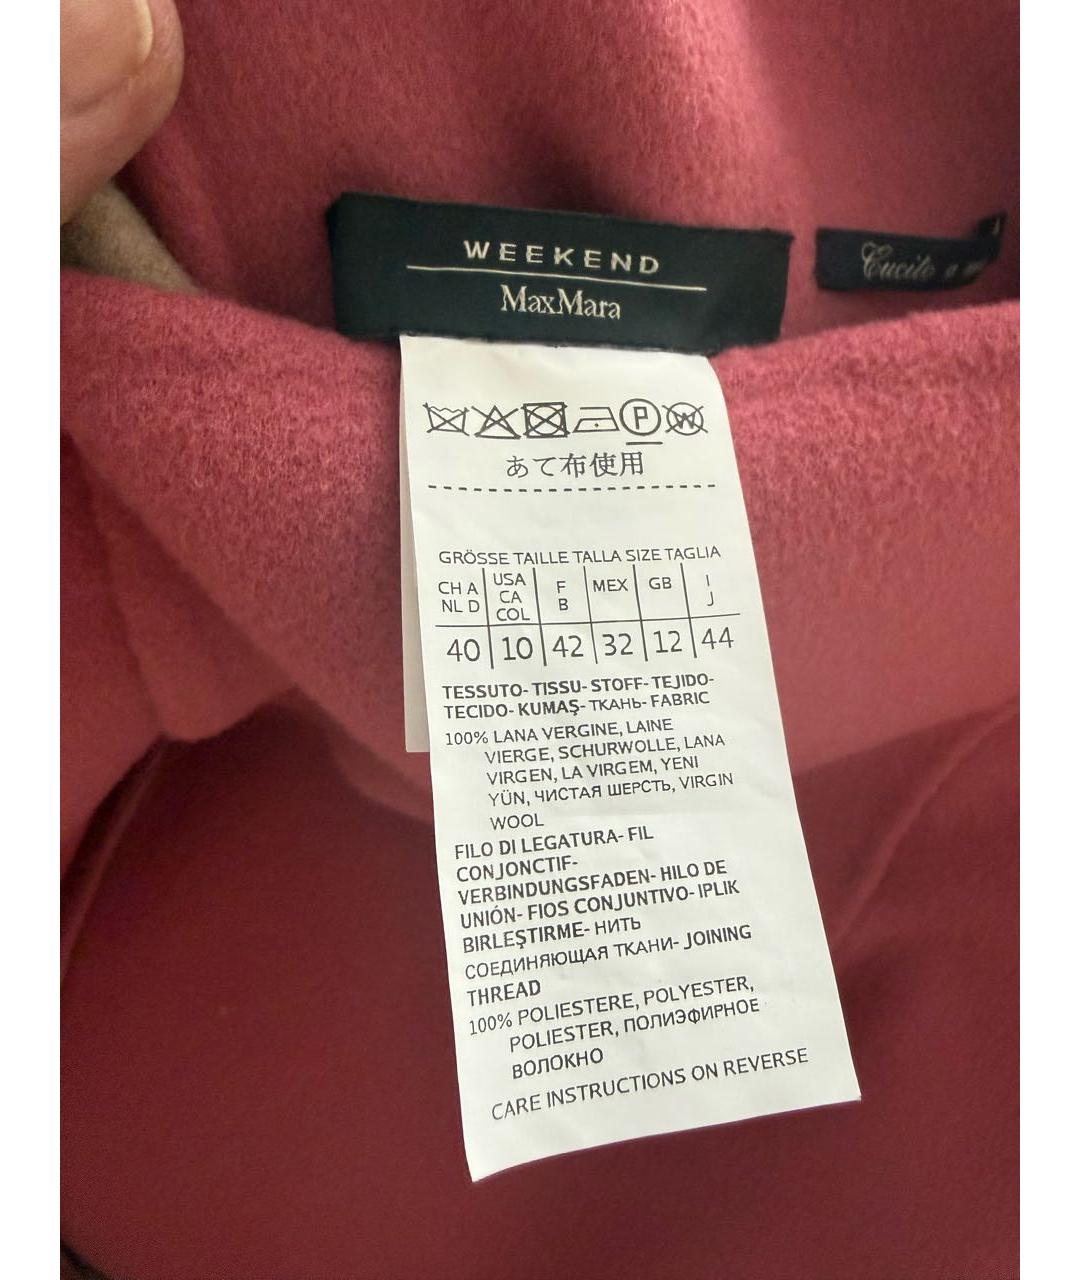 WEEKEND
MaxMara
Cucito a
P W
あて布使用
GRÖSSE TAILLE TALLA SIZE TAGLIA
CH A NL D | USA CA COL | F B | MEX | GB | I J
40 | 10 | 42 | 32 | 12 | 44
TESSUTO- TISSU- STOFF- TEJIDO-
TECIDO- KUMAŞ- ТКАНЬ- FABRIC
100% LANA VERGINE, LAINE
VIERGE, SCHURWOLLE, LANA
VIRGEN, LA VIRGEM, YENI
YÜN, ЧИСТАЯ ШЕРСТЬ, VIRGIN
WOOL
FILO DI LEGATURA- FIL
CONJONCTIF-
VERBINDUNGSFADEN- HILO DE
UNIÓN- FIOS CONJUNTIVO- IPLIK
BIRLEŞTIRME- НИТЬ
СОЕДИНЯЮЩАЯ ТКАНИ- JOINING
THREAD
100% POLIESTERE, POLYESTER,
POLIESTER, ПОЛИЭФИРНОЕ
ВОЛОКНО
CARE INSTRUCTIONS ON REVERSE